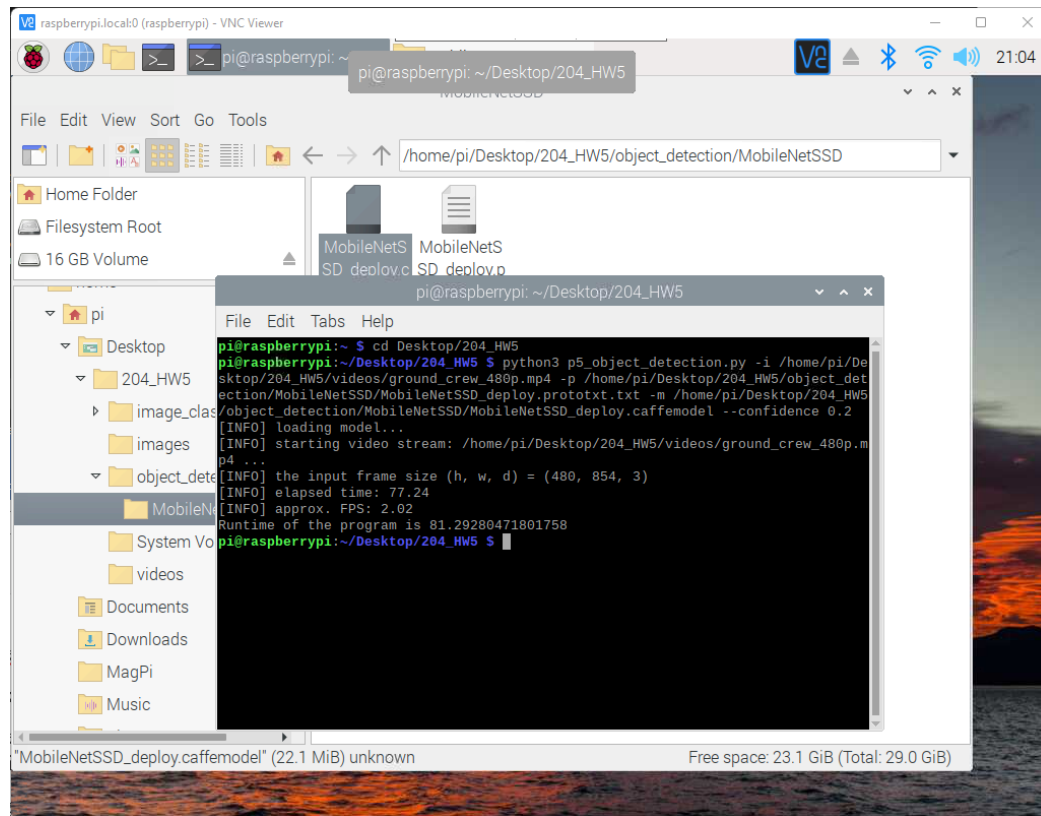 raspberrypi.local:0 (raspberrypi) - VNC Viewer
pi@raspberrypi: ~
21:04
pi@raspberrypi: ~/Desktop/204_HW5
MobileNetSSD
File Edit View Sort Go Tools
/home/pi/Desktop/204_HW5/object_detection/MobileNetSSD
Home Folder
Filesystem Root
16 GB Volume
MobileNetS
SD_deploy.c
MobileNetS
SD_deploy.p
pi
Desktop
204_HW5
image_clas
images
object_dete
MobileNe
System Vo
videos
Documents
Downloads
MagPi
Music
pi@raspberrypi: ~/Desktop/204_HW5
File Edit Tabs Help
pi@raspberrypi:~ $ cd Desktop/204_HW5
pi@raspberrypi:~/Desktop/204_HW5 $ python3 p5_object_detection.py -i /home/pi/De
sktop/204_HW5/videos/ground_crew_480p.mp4 -p /home/pi/Desktop/204_HW5/object_det
ection/MobileNetSSD/MobileNetSSD_deploy.prototxt.txt -m /home/pi/Desktop/204_HW5
/object_detection/MobileNetSSD/MobileNetSSD_deploy.caffemodel --confidence 0.2
[INFO] loading model...
[INFO] starting video stream: /home/pi/Desktop/204_HW5/videos/ground_crew_480p.m
p4 ...
[INFO] the input frame size (h, w, d) = (480, 854, 3)
[INFO] elapsed time: 77.24
[INFO] approx. FPS: 2.02
Runtime of the program is 81.29280471801758
pi@raspberrypi:~/Desktop/204_HW5 $
"MobileNetSSD_deploy.caffemodel" (22.1 MiB) unknown
Free space: 23.1 GiB (Total: 29.0 GiB)